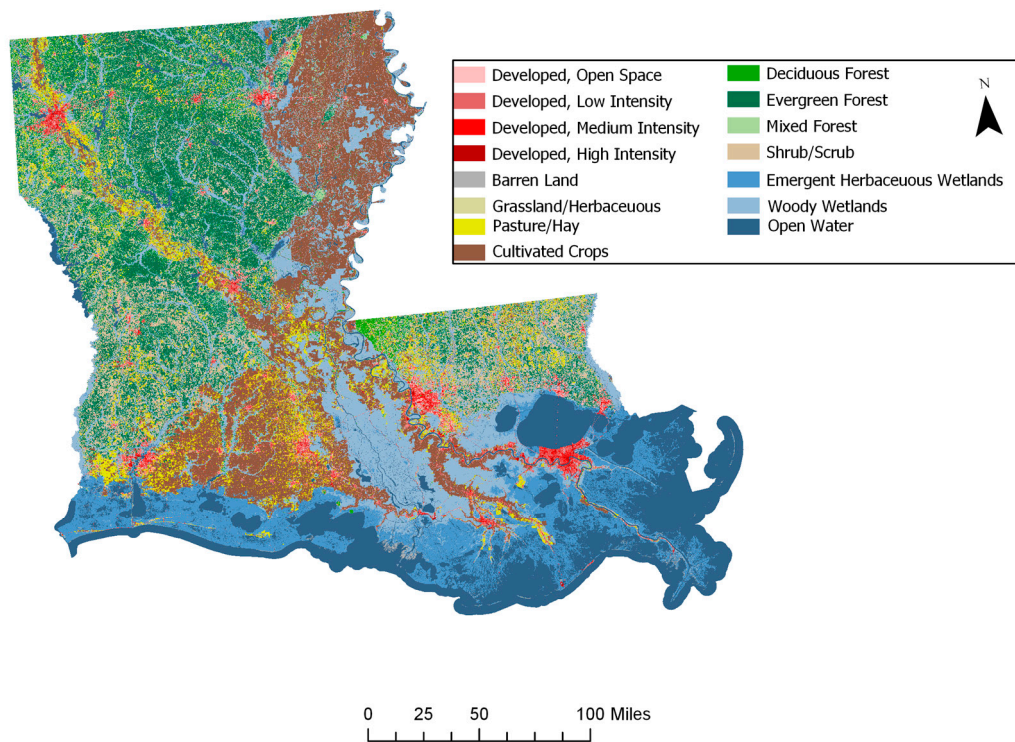 Developed, Open Space
Developed, Low Intensity
Developed, Medium Intensity
Developed, High Intensity
Barren Land
Grassland/Herbaceuous
Pasture/Hay
Cultivated Crops
Deciduous Forest
Evergreen Forest
Mixed Forest
Shrub/Scrub
Emergent Herbaceuous Wetlands
Woody Wetlands
Open Water
N
0 25 50 100 Miles